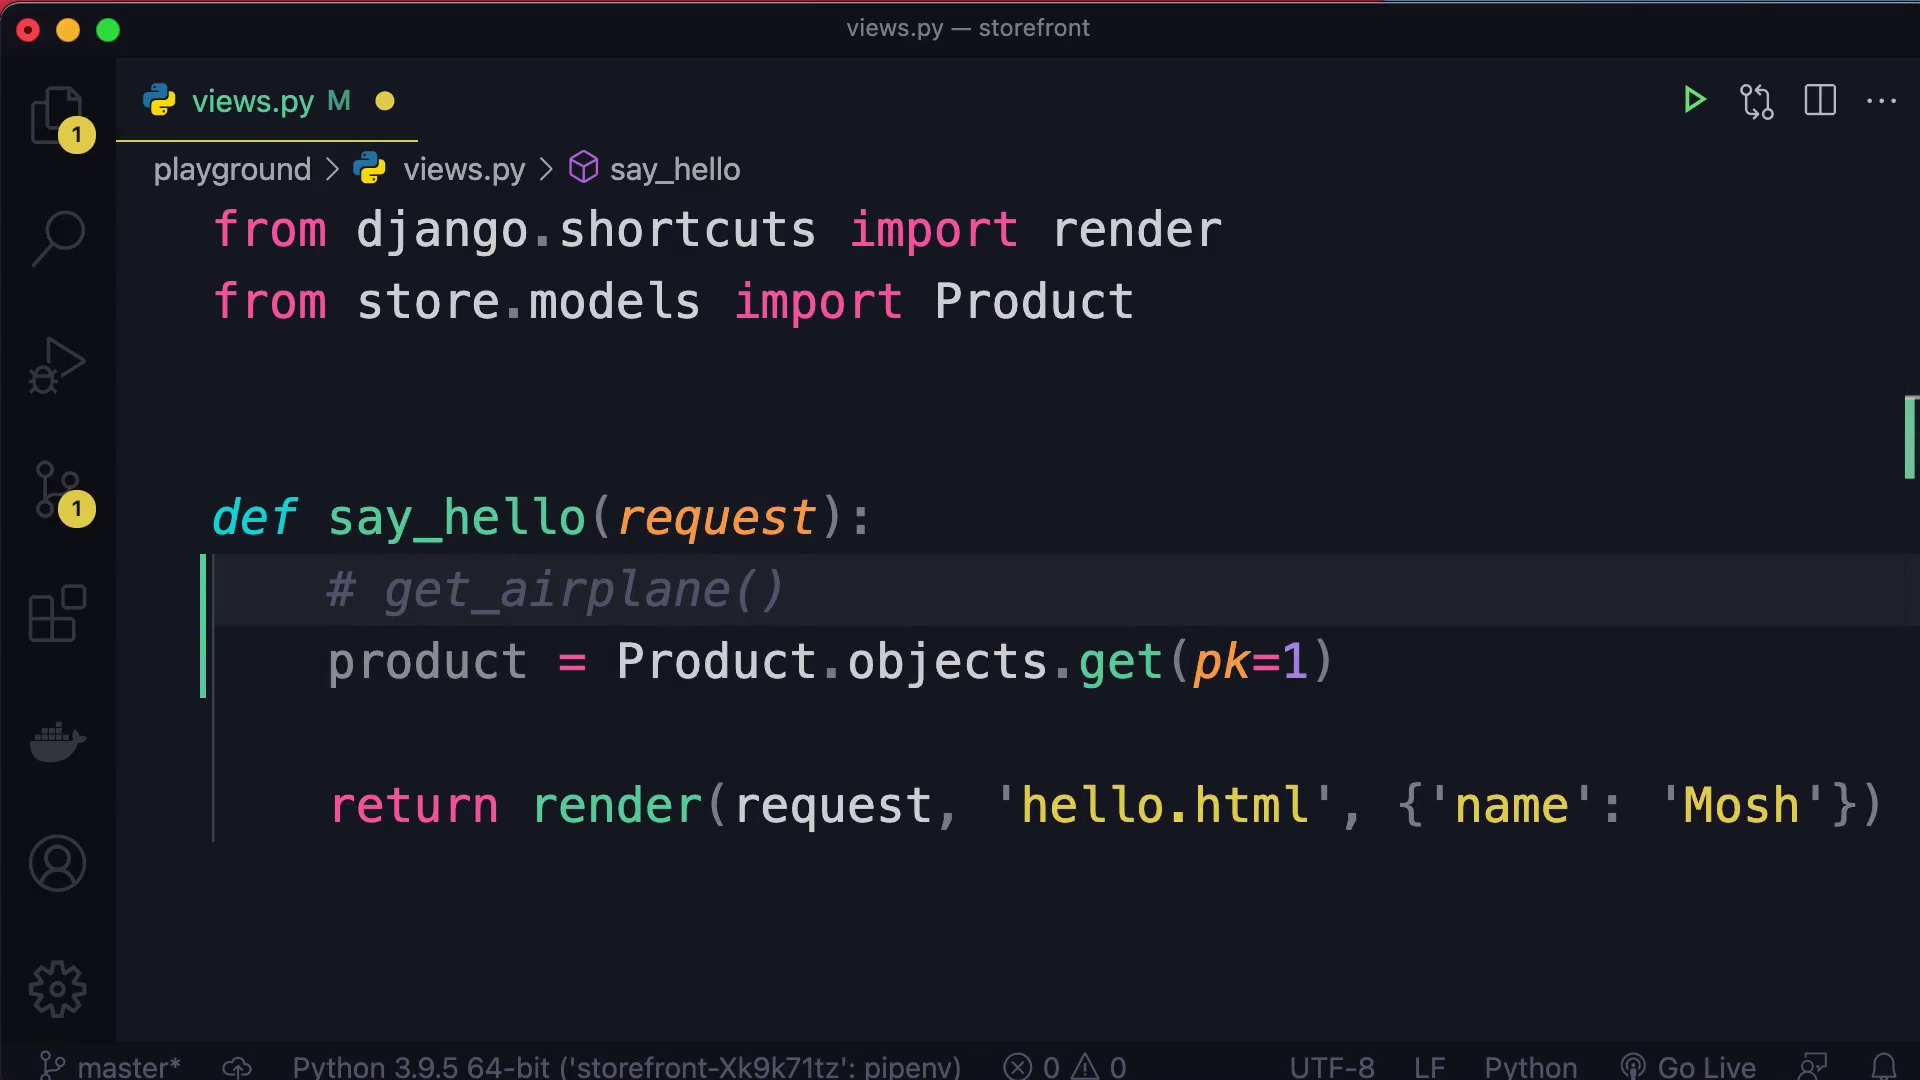 views.py — storefront
views.py M
1
playground > views.py > say_hello
from django.shortcuts import render
from store.models import Product
def say_hello(request):
1
# get_airplane()
product = Product.objects.get(pk=1)
return render(request, 'hello.html', {'name': 'Mosh'})
master* Python 3.9.5 64-bit ('storefront-Xk9k71tz': pipenv) 0 0 UTF-8 LF Python Go Live